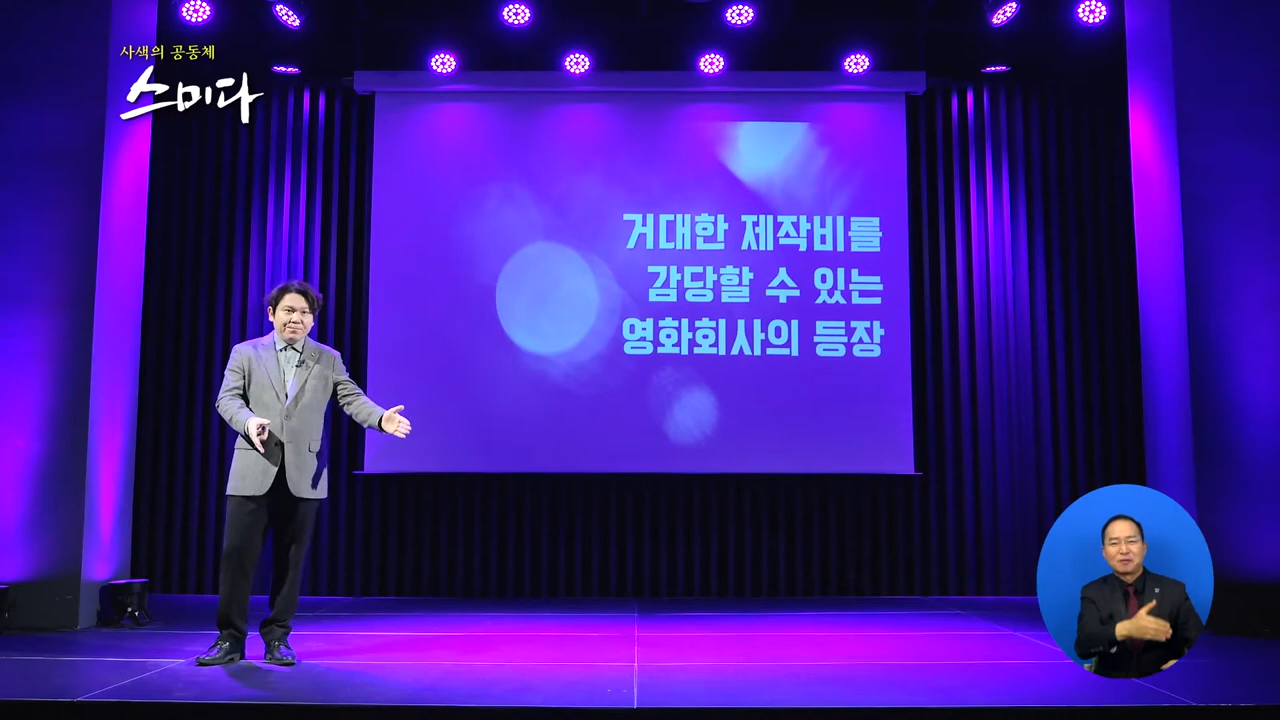 사색의 공동체
스미다
거대한 제작비를
감당할 수 있는
영화회사의 등장